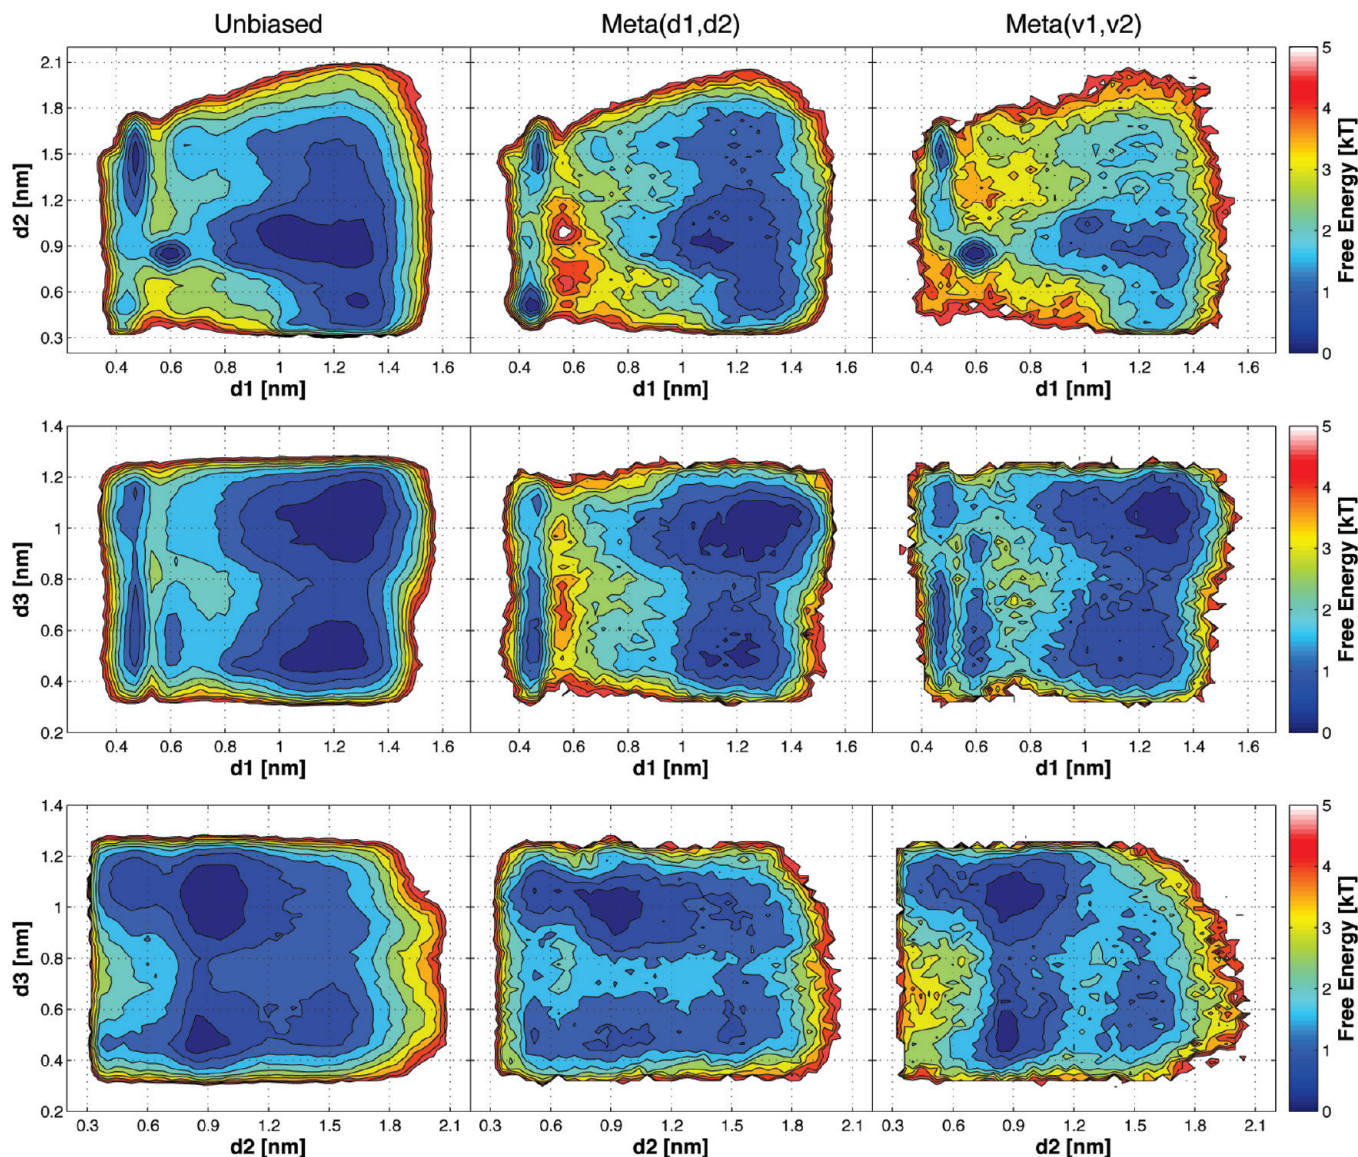 Unbiased Meta(d1,d2) Meta(v1,v2)
2.1 5
1.8 4
1.5 3
1.2
0.9 2
0.6 1
0.3 0
d2 [nm] Free Energy [kT]
0.4 0.6 0.8 1 1.2 1.4 1.6 0.4 0.6 0.8 1 1.2 1.4 1.6 0.4 0.6 0.8 1 1.2 1.4 1.6
d1 [nm] d1 [nm] d1 [nm]
1.4 5
1.2 4
1 3
0.8
0.6 2
0.4 1
0.2 0
d3 [nm] Free Energy [kT]
0.4 0.6 0.8 1 1.2 1.4 1.6 0.4 0.6 0.8 1 1.2 1.4 1.6 0.4 0.6 0.8 1 1.2 1.4 1.6
d1 [nm] d1 [nm] d1 [nm]
1.4 5
1.2 4
1 3
0.8
0.6 2
0.4 1
0.2 0
d3 [nm] Free Energy [kT]
0.3 0.6 0.9 1.2 1.5 1.8 2.1 0.3 0.6 0.9 1.2 1.5 1.8 2.1 0.3 0.6 0.9 1.2 1.5 1.8 2.1
d2 [nm] d2 [nm] d2 [nm]